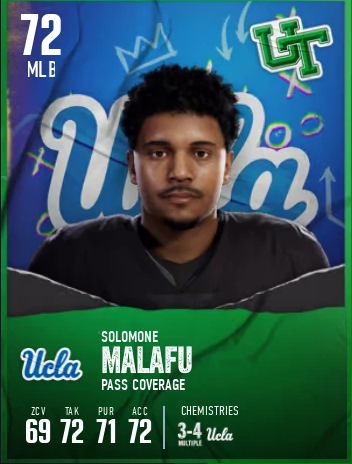 72
MLB
UT
Ucla
Ucla
SOLOMONE
MALAFU
PASS COVERAGE
ZCV TAK PUR ACC
69 72 71 72
CHEMISTRIES
3-4 Ucla
MULTIPLE